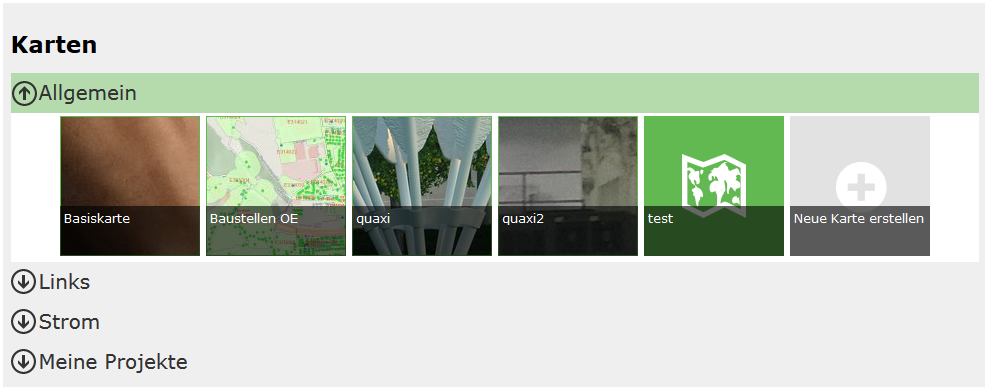 Karten
Allgemein
Basiskarte
Baustellen OE
quaxi
quaxi2
test
Neue Karte erstellen
Links
Strom
Meine Projekte